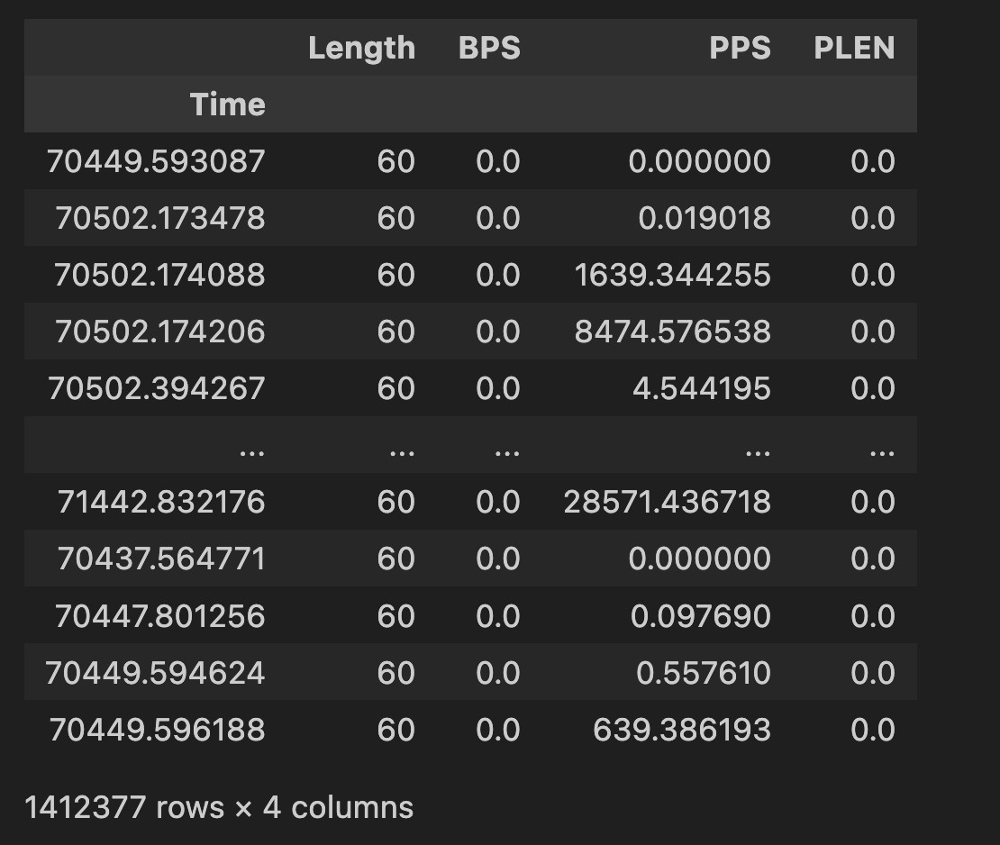 Length BPS PPS PLEN
Time
70449.593087 60 0.0 0.000000 0.0
70502.173478 60 0.0 0.019018 0.0
70502.174088 60 0.0 1639.344255 0.0
70502.174206 60 0.0 8474.576538 0.0
70502.394267 60 0.0 4.544195 0.0
... ... ... ... ...
71442.832176 60 0.0 28571.436718 0.0
70437.564771 60 0.0 0.000000 0.0
70447.801256 60 0.0 0.097690 0.0
70449.594624 60 0.0 0.557610 0.0
70449.596188 60 0.0 639.386193 0.0
1412377 rows × 4 columns